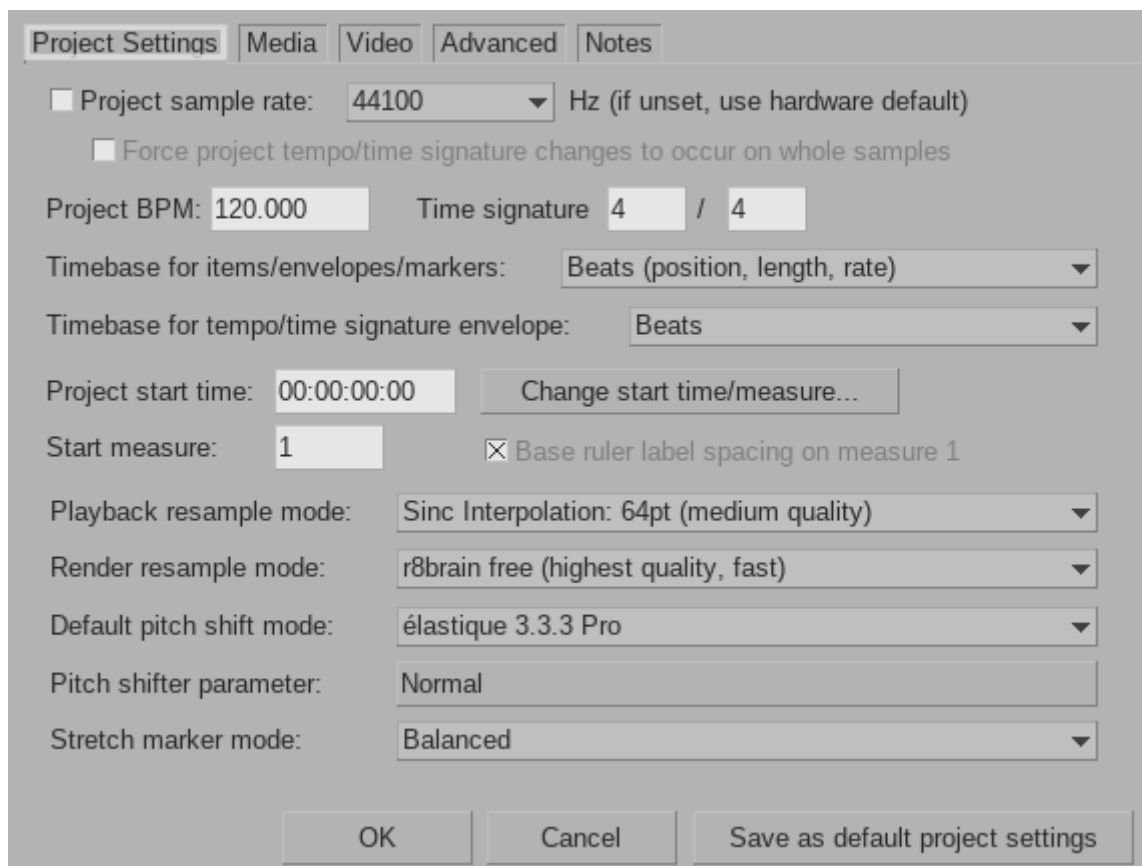 Project Settings Media Video Advanced Notes
Project sample rate: 44100 Hz (if unset, use hardware default)
Force project tempo/time signature changes to occur on whole samples
Project BPM: 120.000 Time signature 4 / 4
Timebase for items/envelopes/markers: Beats (position, length, rate)
Timebase for tempo/time signature envelope: Beats
Project start time: 00:00:00:00 Change start time/measure...
Start measure: 1 Base ruler label spacing on measure 1
Playback resample mode: Sinc Interpolation: 64pt (medium quality)
Render resample mode: r8brain free (highest quality, fast)
Default pitch shift mode: élastique 3.3.3 Pro
Pitch shifter parameter: Normal
Stretch marker mode: Balanced
OK Cancel Save as default project settings